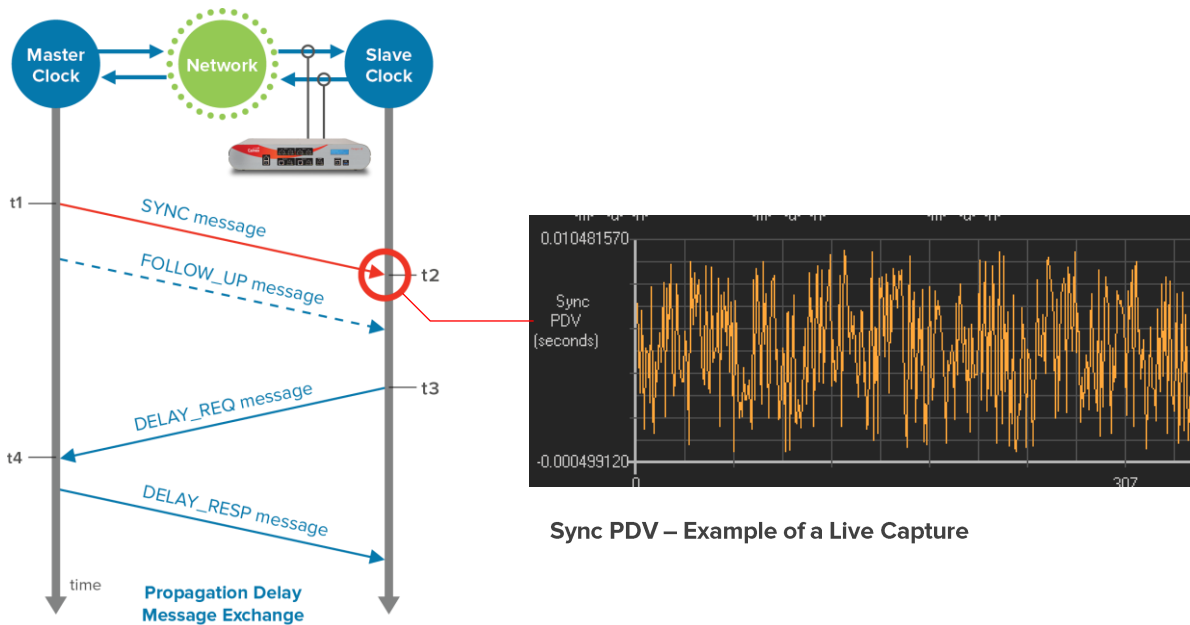 Master
Clock
Network
Slave
Clock
t1
SYNC message
t2
FOLLOW_UP message
t3
DELAY_REQ message
t4
DELAY_RESP message
time
Propagation Delay
Message Exchange
0.010481570
Sync
PDV
(seconds)
-0.000499120
0
307
Sync PDV – Example of a Live Capture